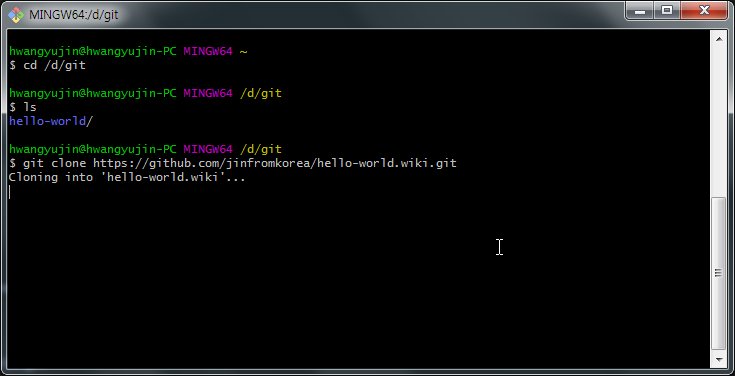 MINGW64:/d/git
hwangyujin@hwangyujin-PC MINGW64 ~
$ cd /d/git
hwangyujin@hwangyujin-PC MINGW64 /d/git
$ ls
hello-world/
hwangyujin@hwangyujin-PC MINGW64 /d/git
$ git clone https://github.com/jinfromkorea/hello-world.wiki.git
Cloning into 'hello-world.wiki'...